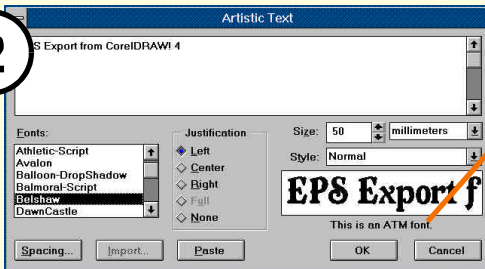 Artistic Text
2
S Export from CorelDRAW! 4
Fonts:
Athletic-Script
Avalon
Balloon-DropShadow
Balmoral-Script
Belshaw
DawnCastle
Justification
Left
Center
Right
Full
None
Size: 50 millimeters
Style: Normal
EPS Export f
This is an ATM font.
Spacing... Import... Paste OK Cancel